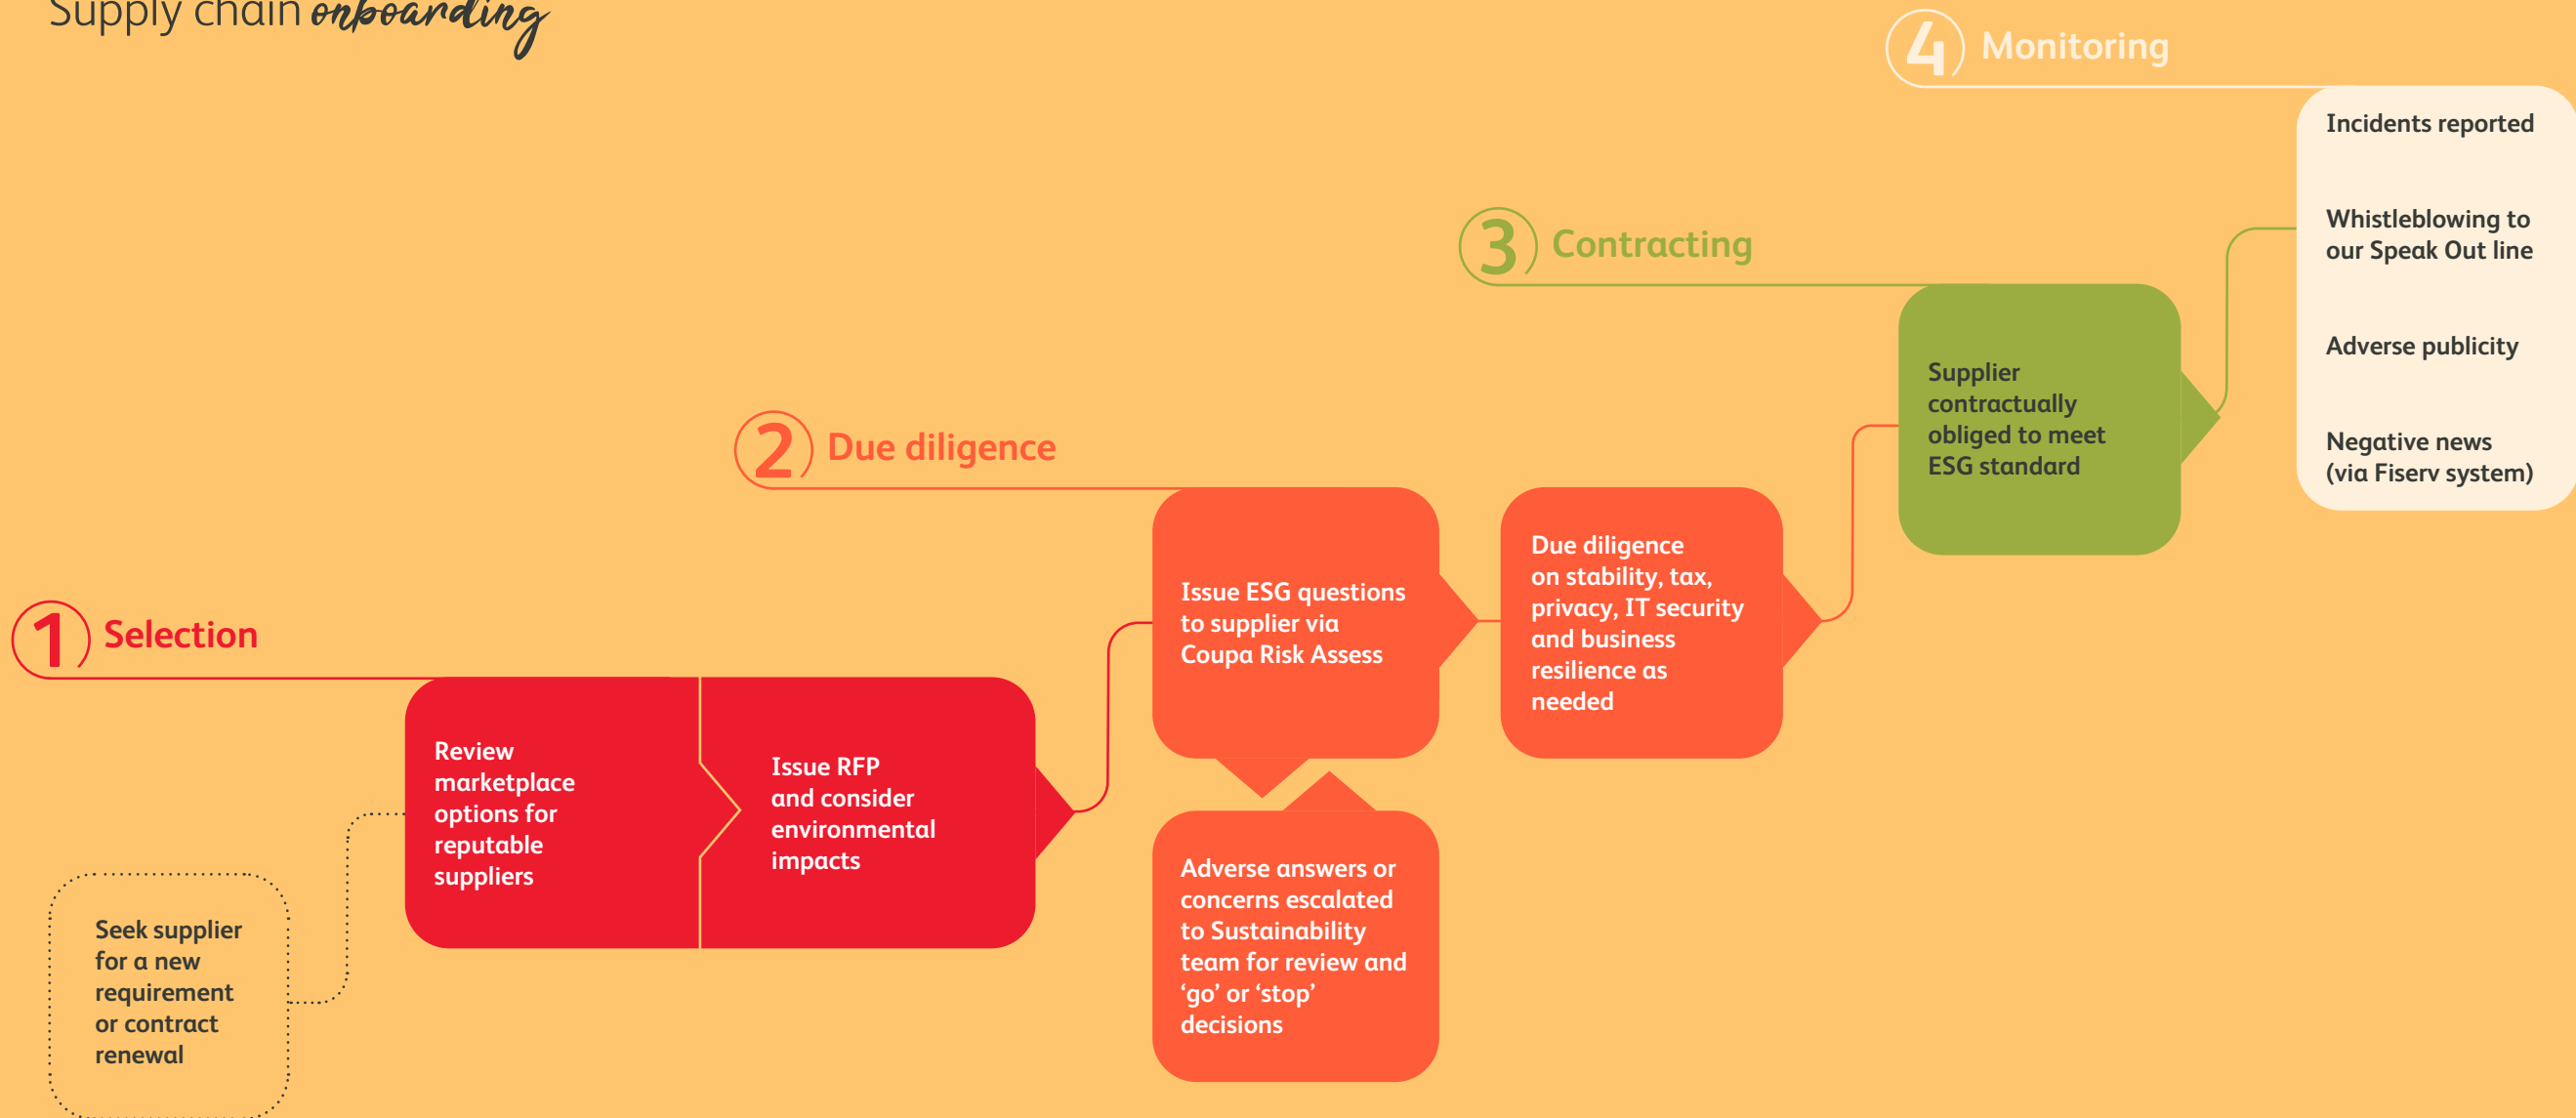 Supply chain onboarding
1 Selection
Seek supplier
for a new
requirement
or contract
renewal
Review
marketplace
options for
reputable
suppliers
Issue RFP
and consider
environmental
impacts
2 Due diligence
Issue ESG questions
to supplier via
Coupa Risk Assess
Adverse answers or
concerns escalated
to Sustainability
team for review and
‘go’ or ‘stop’
decisions
Due diligence
on stability, tax,
privacy, IT security
and business
resilience as
needed
3 Contracting
Supplier
contractually
obliged to meet
ESG standard
4 Monitoring
Incidents reported
Whistleblowing to
our Speak Out line
Adverse publicity
Negative news
(via Fiserv system)